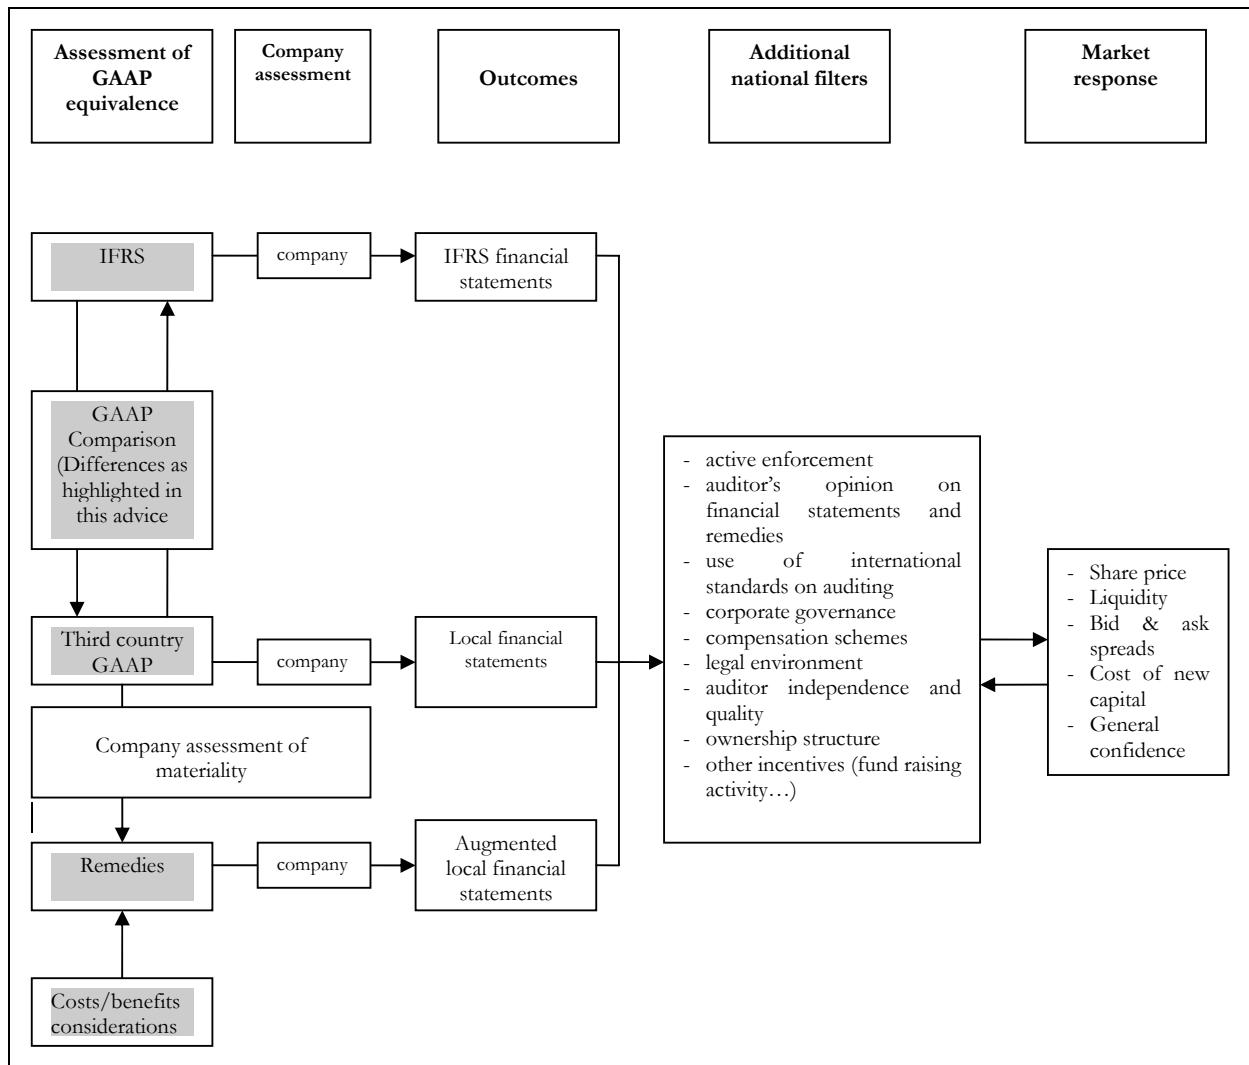 Assessment of
GAAP
equivalence
Company
assessment
Outcomes
Additional
national filters
Market
response
IFRS
company
IFRS financial
statements
GAAP
Comparison
(Differences as
highlighted in
this advice
Third country
GAAP
company
Local financial
statements
Company assessment of
materiality
Remedies
company
Augmented
local financial
statements
Costs/benefits
considerations
- active enforcement
- auditor’s opinion on
financial statements and
remedies
- use of international
standards on auditing
- corporate governance
- compensation schemes
- legal environment
- auditor independence and
quality
- ownership structure
- other incentives (fund raising
activity…)
- Share price
- Liquidity
- Bid & ask
spreads
- Cost of new
capital
- General
confidence